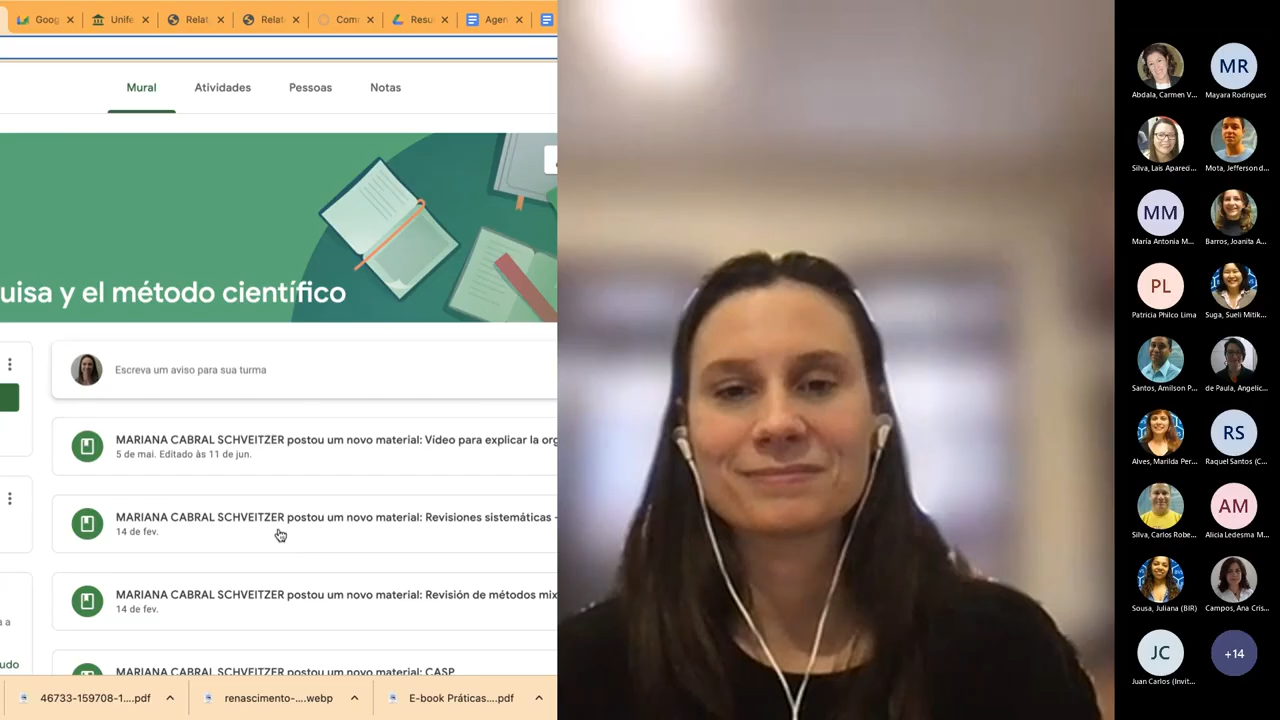 Goog
Unife
Relat
Relat
Com
Resu
Agen
Mural
Atividades
Pessoas
Notas
uisa y el método científico
Escreva um aviso para sua turma
MARIANA CABRAL SCHVEITZER postou um novo material: Vídeo para explicar la org
5 de mai. Editado às 11 de jun.
MARIANA CABRAL SCHVEITZER postou um novo material: Revisiones sistemáticas -
14 de fev.
MARIANA CABRAL SCHVEITZER postou um novo material: Revisión de métodos mix
14 de fev.
MARIANA CABRAL SCHVEITZER postou um novo material: CASP
a a
udo
46733-159708-1....pdf
renascimento-....webp
E-book Práticas....pdf
Abdala, Carmen V...
MR
Mayara Rodrigues
Silva, Lais Apareci...
Mota, Jefferson d...
MM
María Antonia M...
Barros, Joanita A...
PL
Patricia Philco Lima
Suga, Sueli Mitik...
Santos, Amilson P...
de Paula, Angelic...
Alves, Marilda Per...
RS
Raquel Santos (C...
Silva, Carlos Robe...
AM
Alicia Ledesma M...
Sousa, Juliana (BIR)
Campos, Ana Cris...
JC
Juan Carlos (Invit...
+14